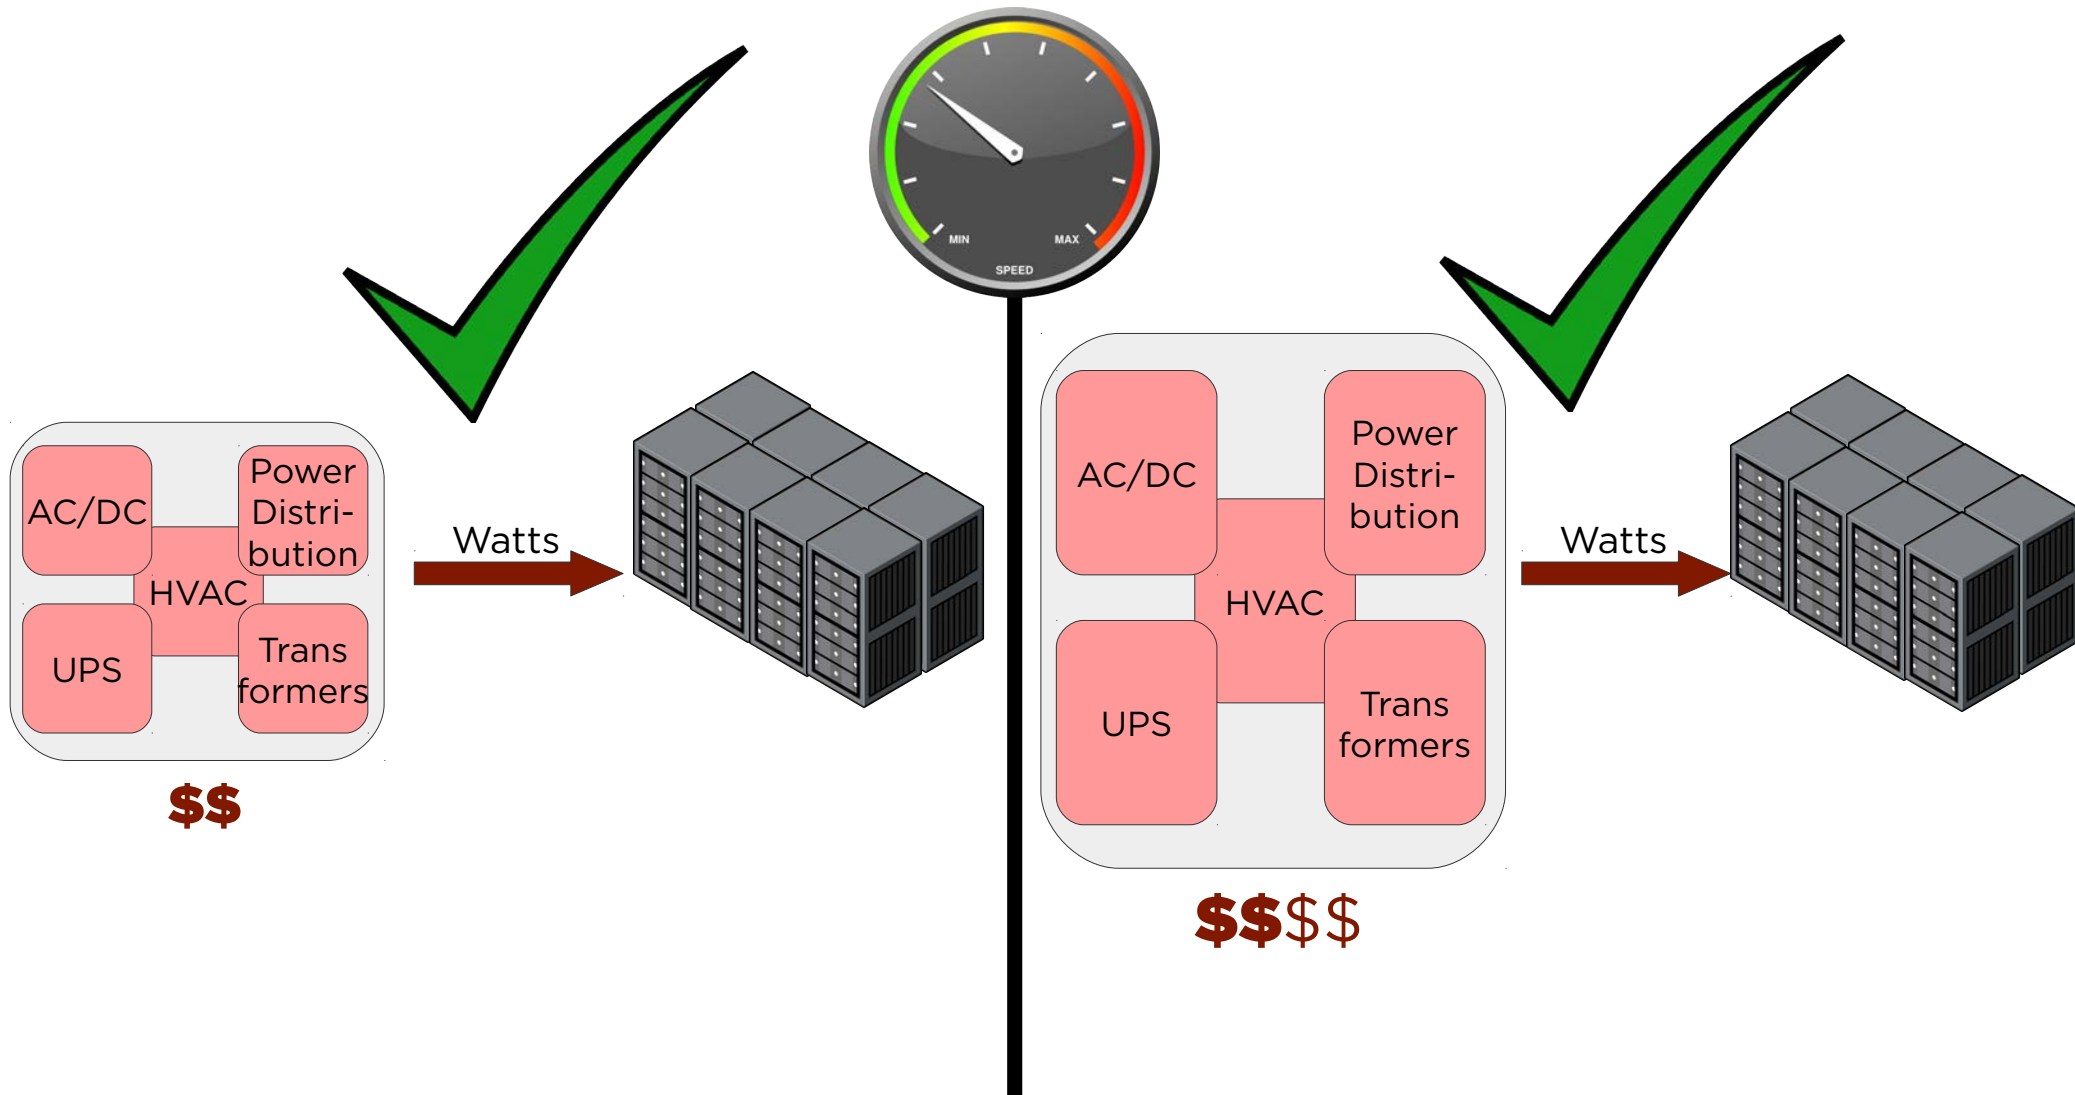 MIN
MAX
SPEED
AC/DC
Power
Distri-
bution
HVAC
UPS
Trans
formers
$$
Watts
AC/DC
Power
Distri-
bution
HVAC
UPS
Trans
formers
$$$$
Watts